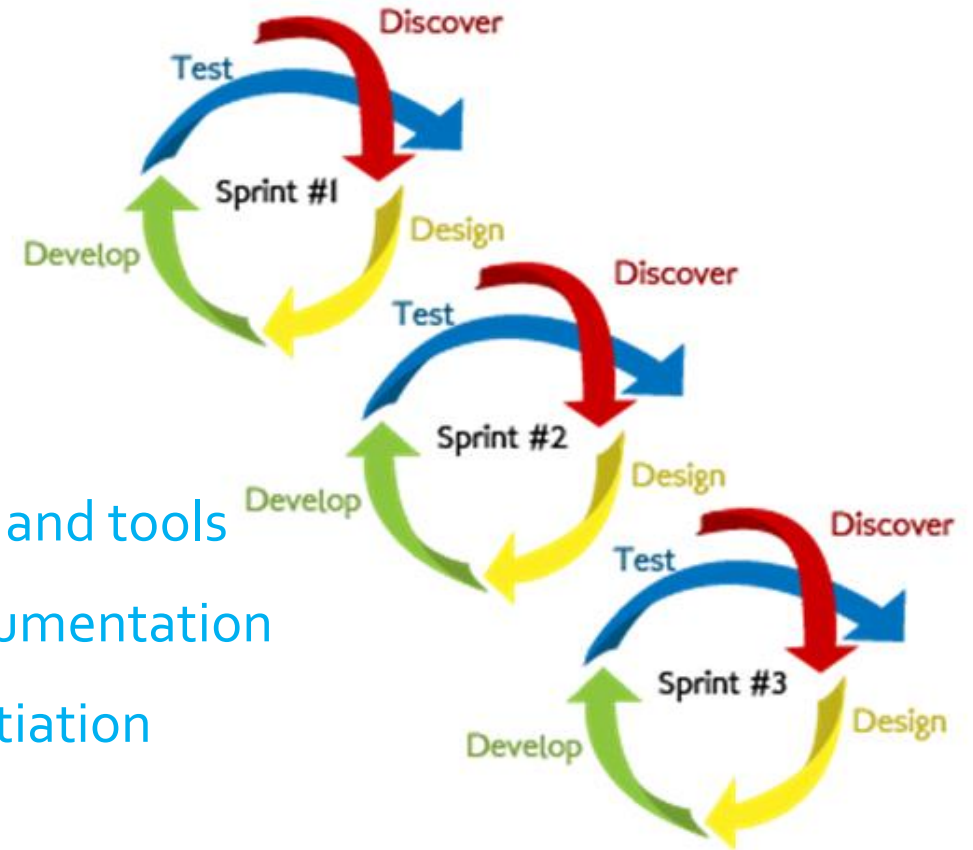 Discover
Test
Sprint #1
Design
Develop
Discover
Test
Sprint #2
Design
Develop
and tools
Discover
Test
umentation
Sprint #3
Design
tiation
Develop